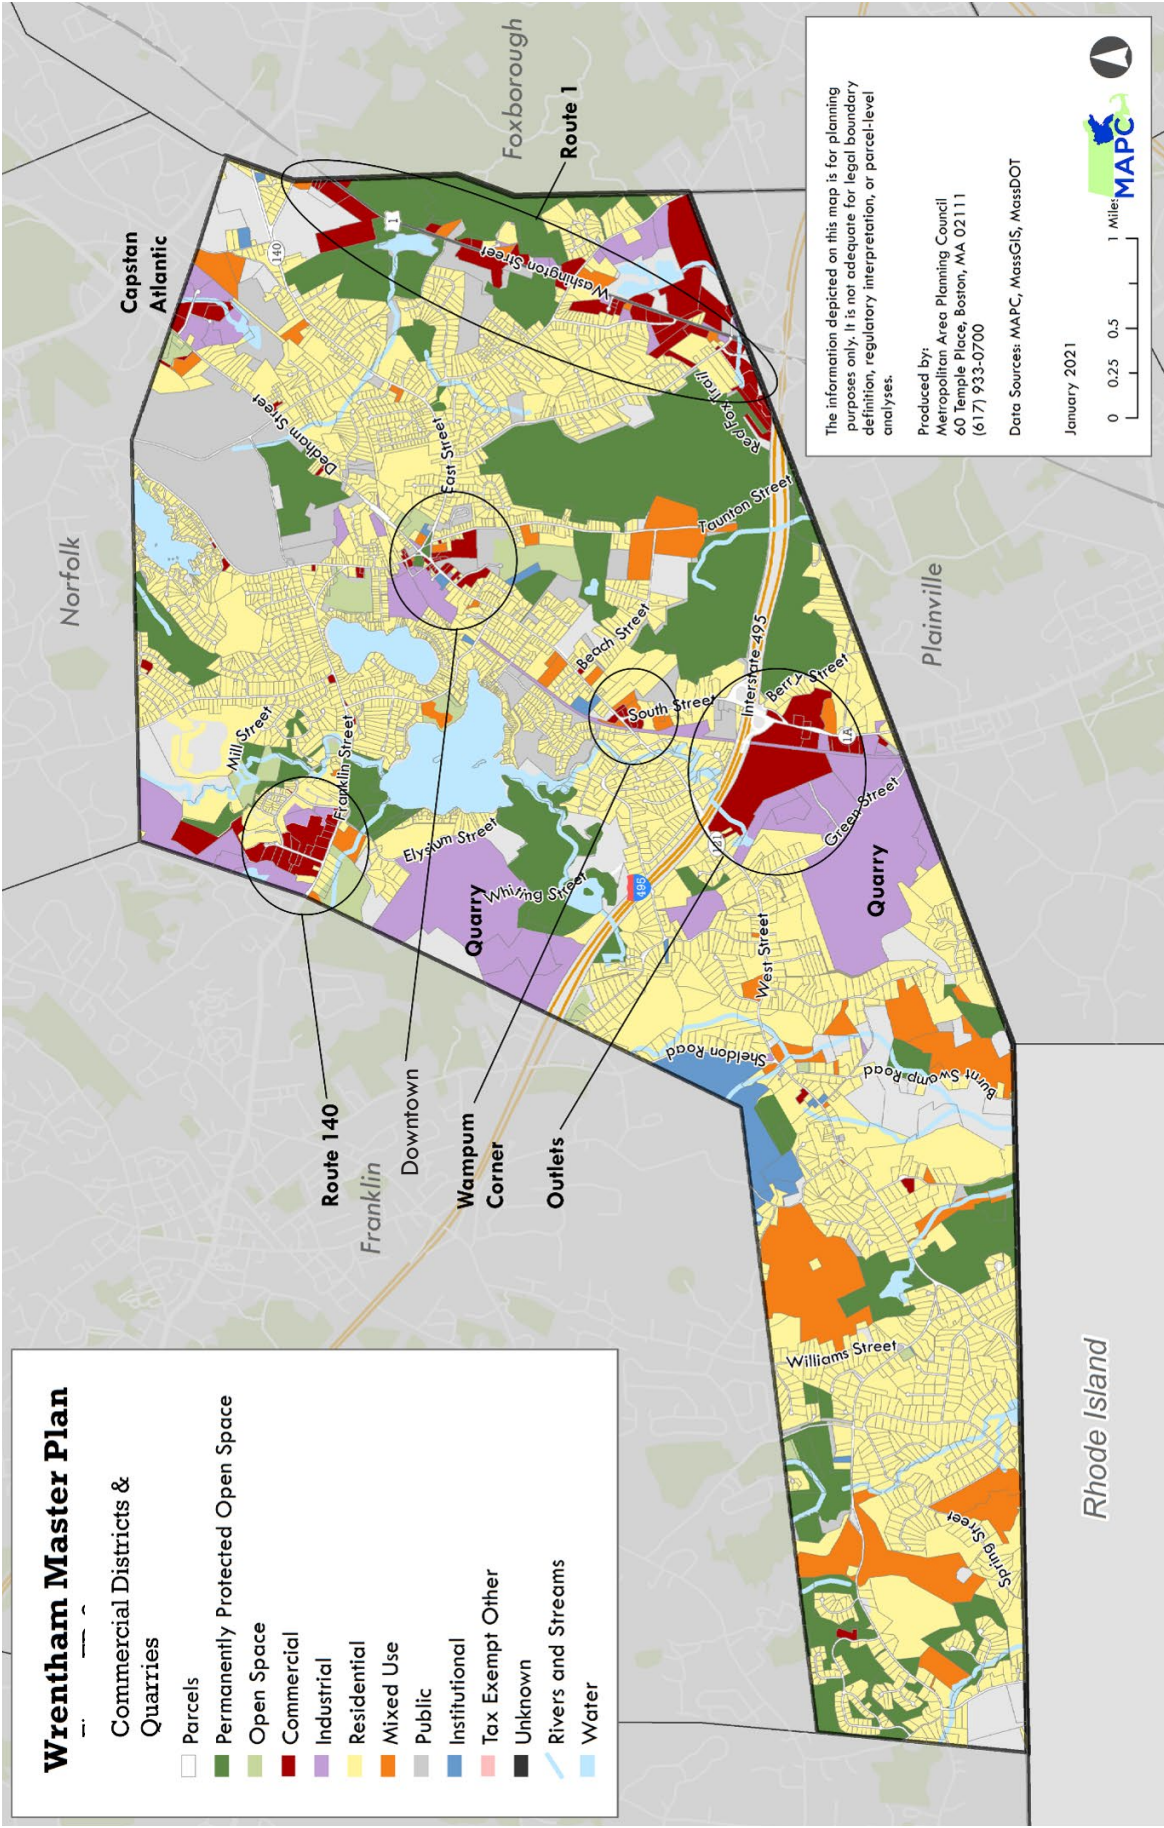 Wrentham Master Plan
Commercial Districts &
Quarries
Parcels
Permanently Protected Open Space
Open Space
Commercial
Industrial
Residential
Mixed Use
Public
Institutional
Tax Exempt Other
Unknown
Rivers and Streams
Water
Norfolk
Foxborough
Franklin
Plainville
Rhode Island
Capstan
Atlantic
Route 1
Route 140
Downtown
Wampum
Corner
Outlets
Quarry
Quarry
140
1
Washington Street
Dedham Street
East Street
Red Fox Trail
Taunton Street
Beach Street
South Street
Interstate 495
Berry Street
1A
Green Street
121
495
Mill Street
Franklin Street
Elysium Street
Whiting Street
West Street
Sheldon Road
Burnt Swamp Road
Williams Street
Spring Street
The information depicted on this map is for planning
purposes only. It is not adequate for legal boundary
definition, regulatory interpretation, or parcel-level
analyses.
Produced by:
Metropolitan Area Planning Council
60 Temple Place, Boston, MA 02111
(617) 933-0700
Data Sources: MAPC, MassGIS, MassDOT
January 2021
0 0.25 0.5 1 Miles
MAPC